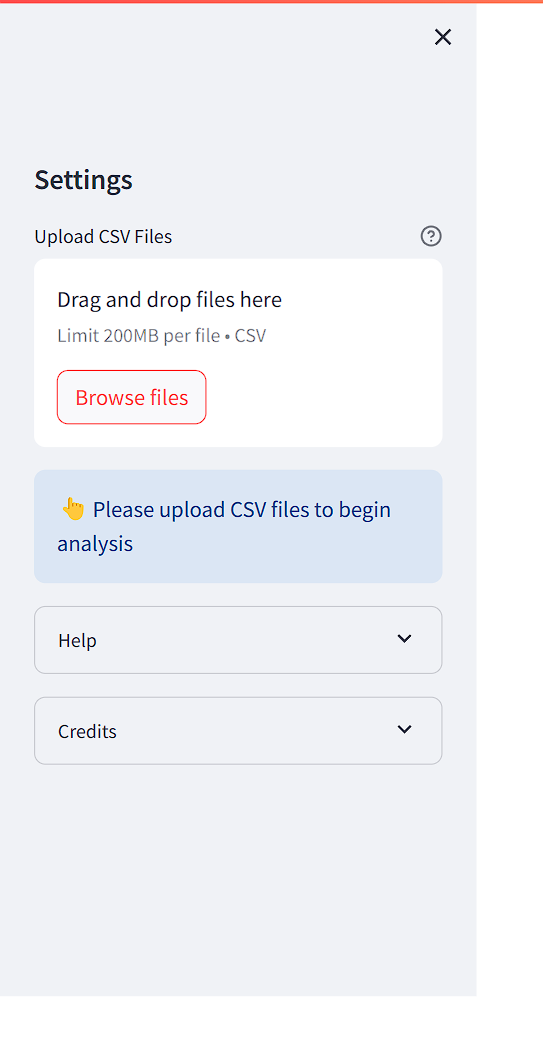 Settings
Upload CSV Files
Drag and drop files here
Limit 200MB per file • CSV
Browse files
👆 Please upload CSV files to begin
analysis
Help
Credits